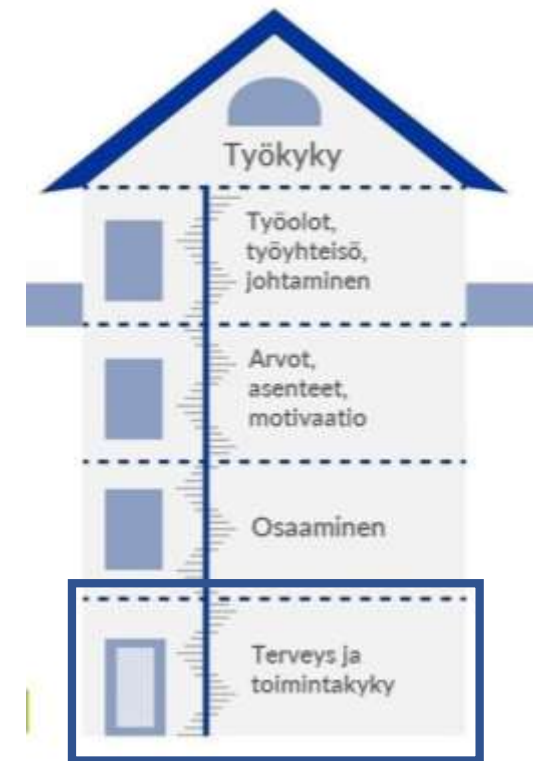 Työkyky
Työolot,
työyhteisö,
johtaminen
Arvot,
asenteet,
motivaatio
Osaaminen
Terveys ja
toimintakyky